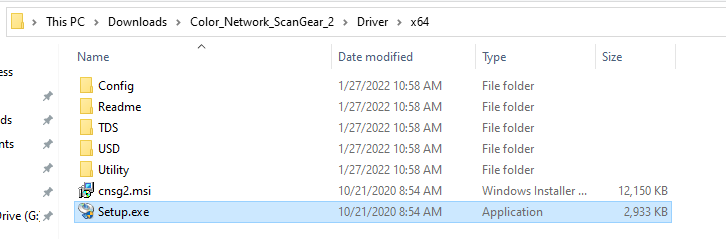 This PC > Downloads > Color_Network_ScanGear_2 > Driver > x64
Name Date modified Type Size
ess
Config 1/27/2022 10:58 AM File folder
Readme 1/27/2022 10:58 AM File folder
ds TDS 1/27/2022 10:58 AM File folder
nts USD 1/27/2022 10:58 AM File folder
Utility 1/27/2022 10:58 AM File folder
cnsg2.msi 10/21/2020 8:54 AM Windows Installer ... 12,150 KB
Drive (G: Setup.exe 10/21/2020 8:54 AM Application 2,933 KB